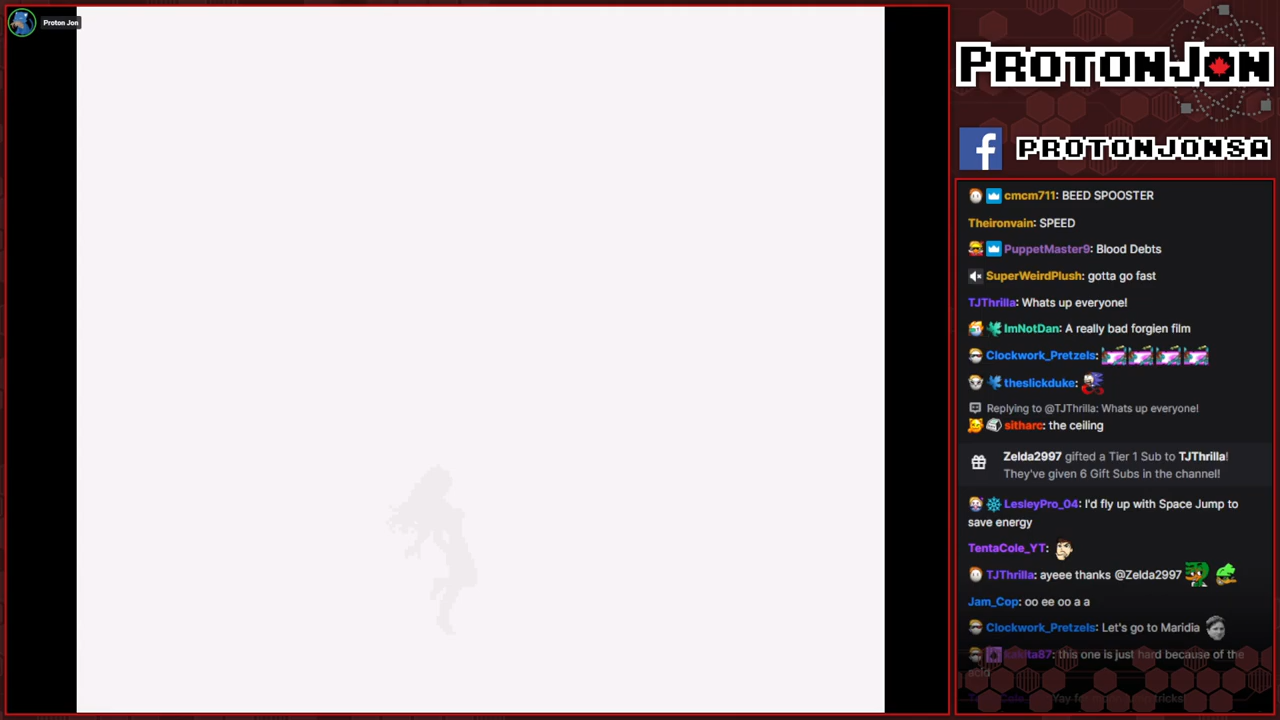 Proton Jon
PROTONJON
PROTONJONSA
cmcm711: BEED SPOOSTER
Theironvain: SPEED
PuppetMaster9: Blood Debts
SuperWeirdPlush: gotta go fast
TJThrilla: Whats up everyone!
ImNotDan: A really bad forgien film
Clockwork_Pretzels:
theslickduke:
Replying to @TJThrilla: Whats up everyone!
sitharc: the ceiling
Zelda2997 gifted a Tier 1 Sub to TJThrilla!
They've given 6 Gift Subs in the channel!
LesleyPro_04: I'd fly up with Space Jump to
save energy
TentaCole_YT:
TJThrilla: ayeee thanks @Zelda2997
Jam_Cop: oo ee oo a a
Clockwork_Pretzels: Let's go to Maridia
this one is just hard because of the
acid
Yay for